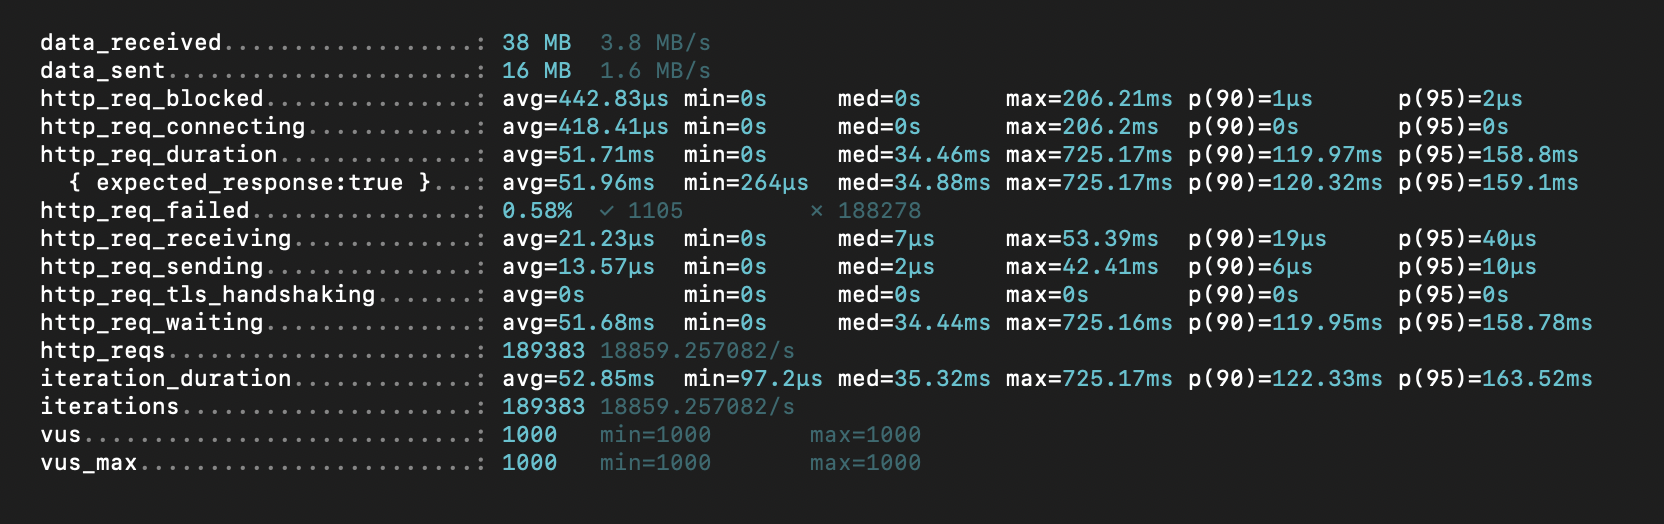 data_received..................: 38 MB  3.8 MB/s
data_sent......................: 16 MB  1.6 MB/s
http_req_blocked...............: avg=442.83µs min=0s     med=0s      max=206.21ms p(90)=1µs      p(95)=2µs
http_req_connecting............: avg=418.41µs min=0s     med=0s      max=206.2ms  p(90)=0s       p(95)=0s
http_req_duration..............: avg=51.71ms  min=0s     med=34.46ms max=725.17ms p(90)=119.97ms p(95)=158.8ms
  { expected_response:true }...: avg=51.96ms  min=264µs  med=34.88ms max=725.17ms p(90)=120.32ms p(95)=159.1ms
http_req_failed................: 0.58%  ✓ 1105         ✗ 188278
http_req_receiving.............: avg=21.23µs  min=0s     med=7µs     max=53.39ms  p(90)=19µs     p(95)=40µs
http_req_sending...............: avg=13.57µs  min=0s     med=2µs     max=42.41ms  p(90)=6µs      p(95)=10µs
http_req_tls_handshaking.......: avg=0s       min=0s     med=0s      max=0s       p(90)=0s       p(95)=0s
http_req_waiting...............: avg=51.68ms  min=0s     med=34.44ms max=725.16ms p(90)=119.95ms p(95)=158.78ms
http_reqs......................: 189383 18859.257082/s
iteration_duration.............: avg=52.85ms  min=97.2µs med=35.32ms max=725.17ms p(90)=122.33ms p(95)=163.52ms
iterations.....................: 189383 18859.257082/s
vus............................: 1000   min=1000       max=1000
vus_max........................: 1000   min=1000       max=1000